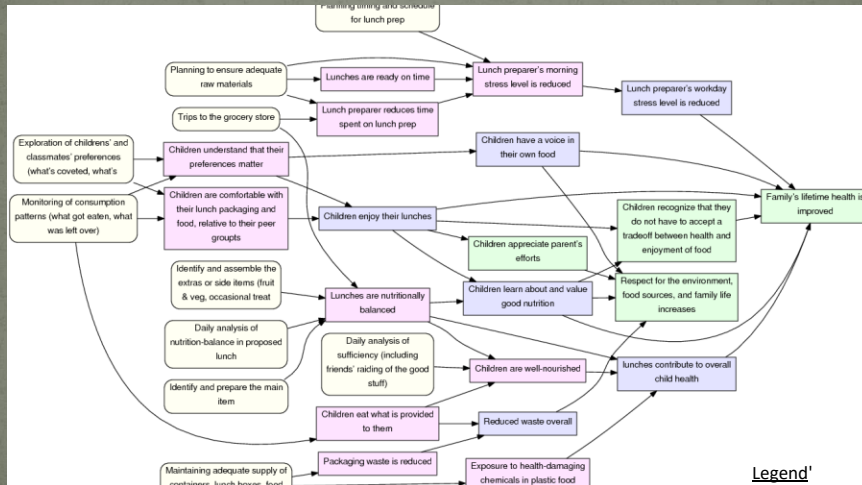 Planning timing and schedule
for lunch prep
Planning to ensure adequate
raw materials
Lunches are ready on time
Lunch preparer's morning
stress level is reduced
Lunch preparer's workday
stress level is reduced
Trips to the grocery store
Lunch preparer reduces time
spent on lunch prep
Exploration of childrens' and
classmates' preferences
(what's coveted, what's
Children understand that their
preferences matter
Children have a voice in
their own food
Monitoring of consumption
patterns (what got eaten, what
was left over)
Children are comfortable with
their lunch packaging and
food, relative to their peer
groups
Children enjoy their lunches
Children recognize that they
do not have to accept a
tradeoff between health and
enjoyment of food
Family's lifetime health is
improved
Children appreciate parent's
efforts
Identify and assemble the
extras or side items (fruit
& veg, occasional treat
Lunches are nutritionally
balanced
Children learn about and value
good nutrition
Respect for the environment,
food sources, and family life
increases
Daily analysis of
nutrition-balance in proposed
lunch
Daily analysis of
sufficiency (including
friends' raiding of the good
stuff)
Children are well-nourished
lunches contribute to overall
child health
Identify and prepare the main
item
Children eat what is provided
to them
Reduced waste overall
Packaging waste is reduced
Maintaining adequate supply of
containers, lunch boxes, food
Exposure to health-damaging
chemicals in plastic food
Legend'